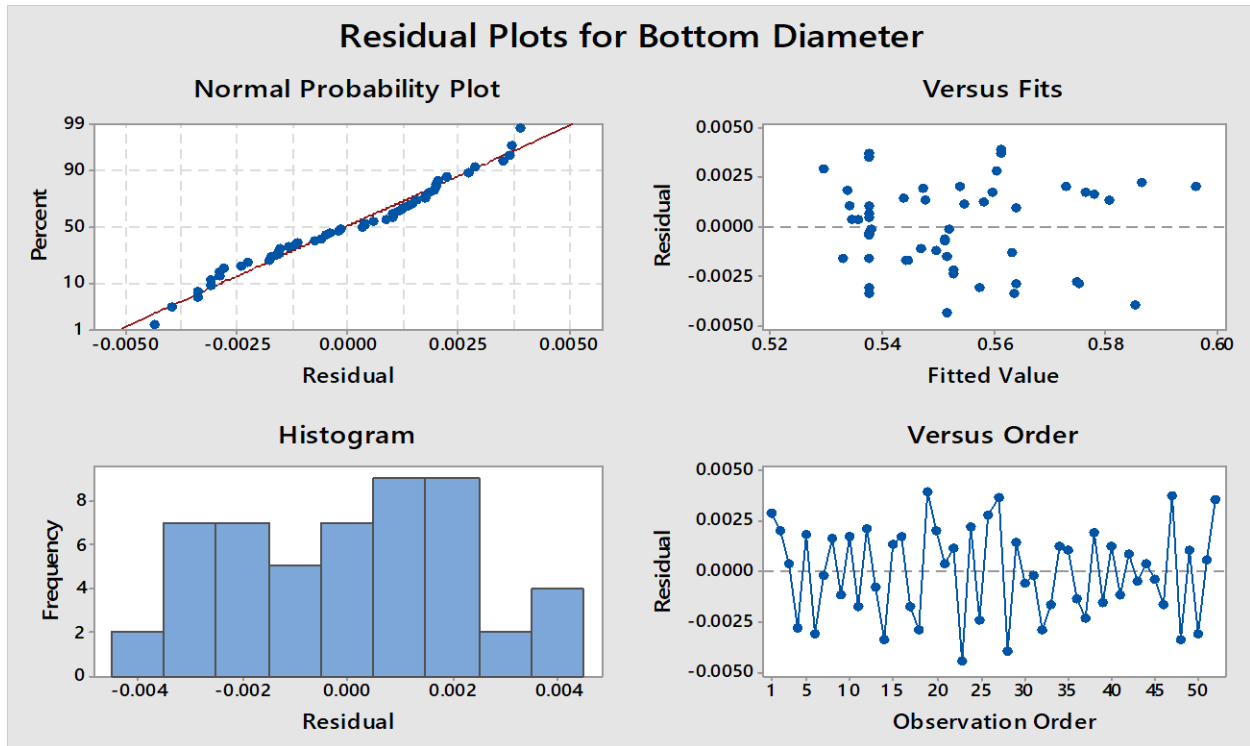 Residual Plots for Bottom Diameter
Normal Probability Plot
99
90
50
10
1
Percent
-0.0050 -0.0025 0.0000 0.0025 0.0050
Residual
Versus Fits
0.0050
0.0025
0.0000
-0.0025
-0.0050
Residual
0.52 0.54 0.56 0.58 0.60
Fitted Value
Histogram
8
6
4
2
0
Frequency
-0.004 -0.002 0.000 0.002 0.004
Residual
Versus Order
0.0050
0.0025
0.0000
-0.0025
-0.0050
Residual
1 5 10 15 20 25 30 35 40 45 50
Observation Order